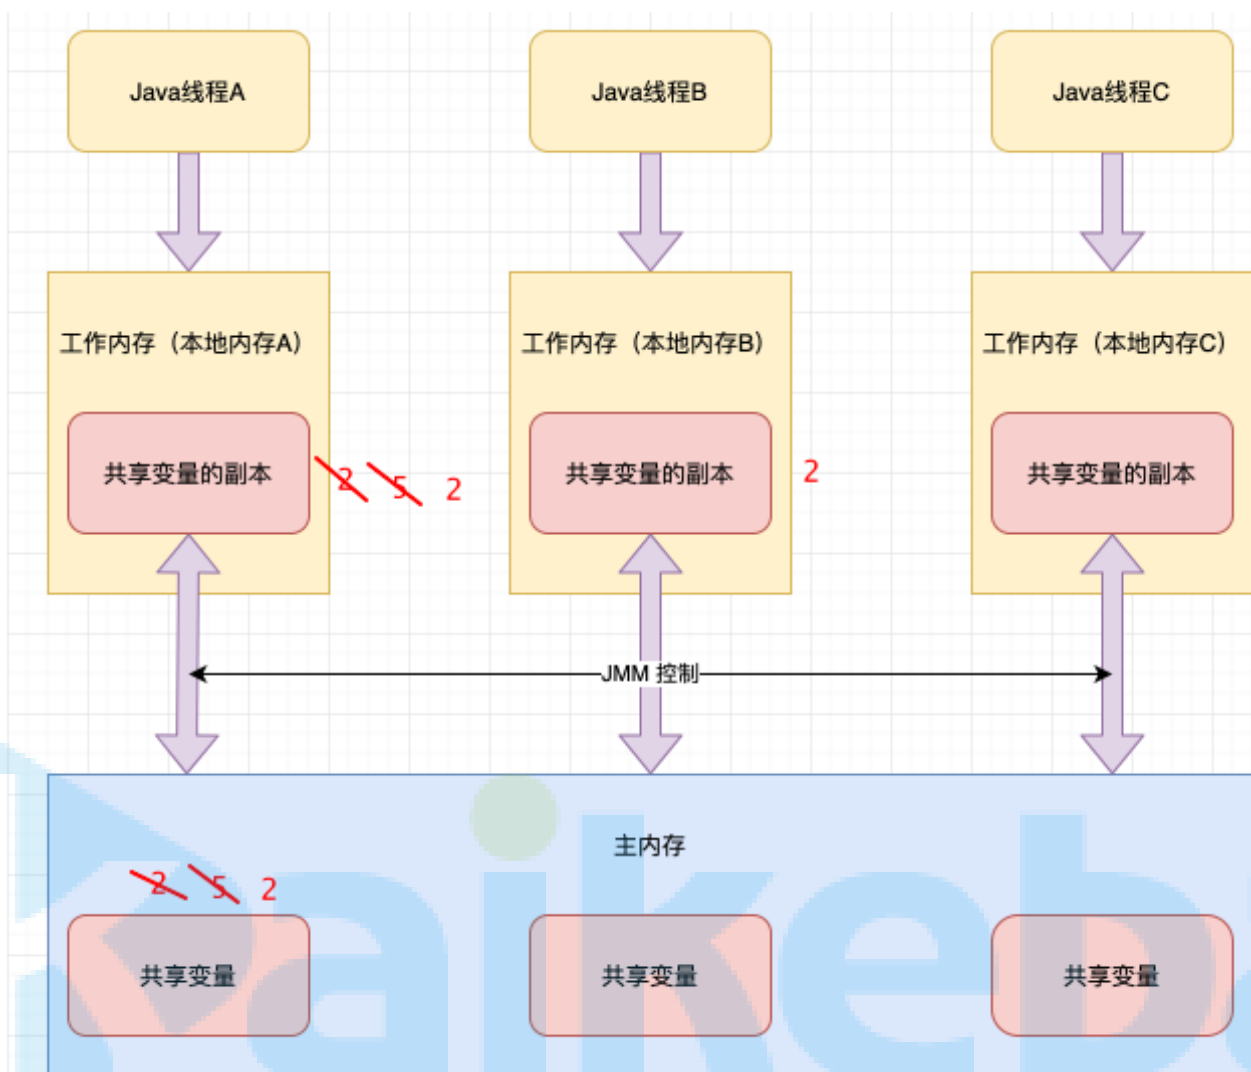 Java线程A
Java线程B
Java线程C
工作内存（本地内存A）
工作内存（本地内存B）
工作内存（本地内存C）
共享变量的副本
2 5 2
共享变量的副本
2
共享变量的副本
JMM 控制
主内存
2 5 2
共享变量
共享变量
共享变量
aikeb